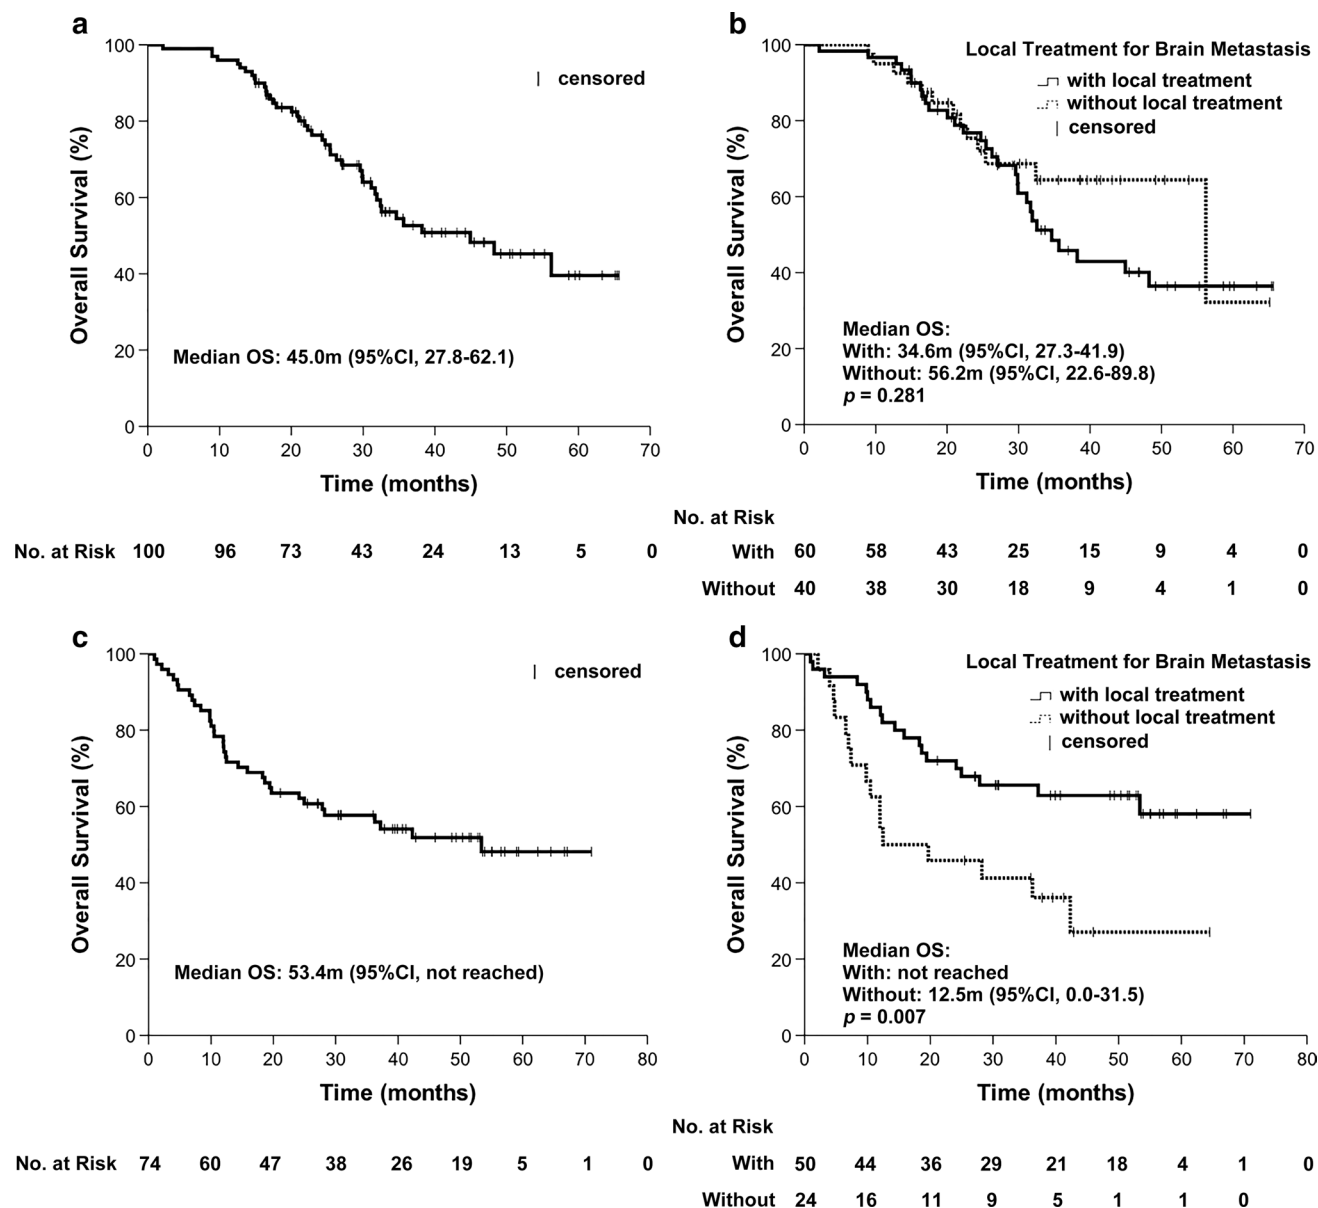 a
Overall Survival (%)
100
80
60
40
20
0
censored
Median OS: 45.0m (95%CI, 27.8-62.1)
0 10 20 30 40 50 60 70
Time (months)
No. at Risk 100 96 73 43 24 13 5 0
b
Overall Survival (%)
100
80
60
40
20
0
Local Treatment for Brain Metastasis
with local treatment
without local treatment
censored
Median OS:
With: 34.6m (95%CI, 27.3-41.9)
Without: 56.2m (95%CI, 22.6-89.8)
p = 0.281
0 10 20 30 40 50 60 70
Time (months)
No. at Risk
With 60 58 43 25 15 9 4 0
Without 40 38 30 18 9 4 1 0
c
Overall Survival (%)
100
80
60
40
20
0
censored
Median OS: 53.4m (95%CI, not reached)
0 10 20 30 40 50 60 70 80
Time (months)
No. at Risk 74 60 47 38 26 19 5 1 0
d
Overall Survival (%)
100
80
60
40
20
0
Local Treatment for Brain Metastasis
with local treatment
without local treatment
censored
Median OS:
With: not reached
Without: 12.5m (95%CI, 0.0-31.5)
p = 0.007
0 10 20 30 40 50 60 70 80
Time (months)
No. at Risk
With 50 44 36 29 21 18 4 1 0
Without 24 16 11 9 5 1 1 0